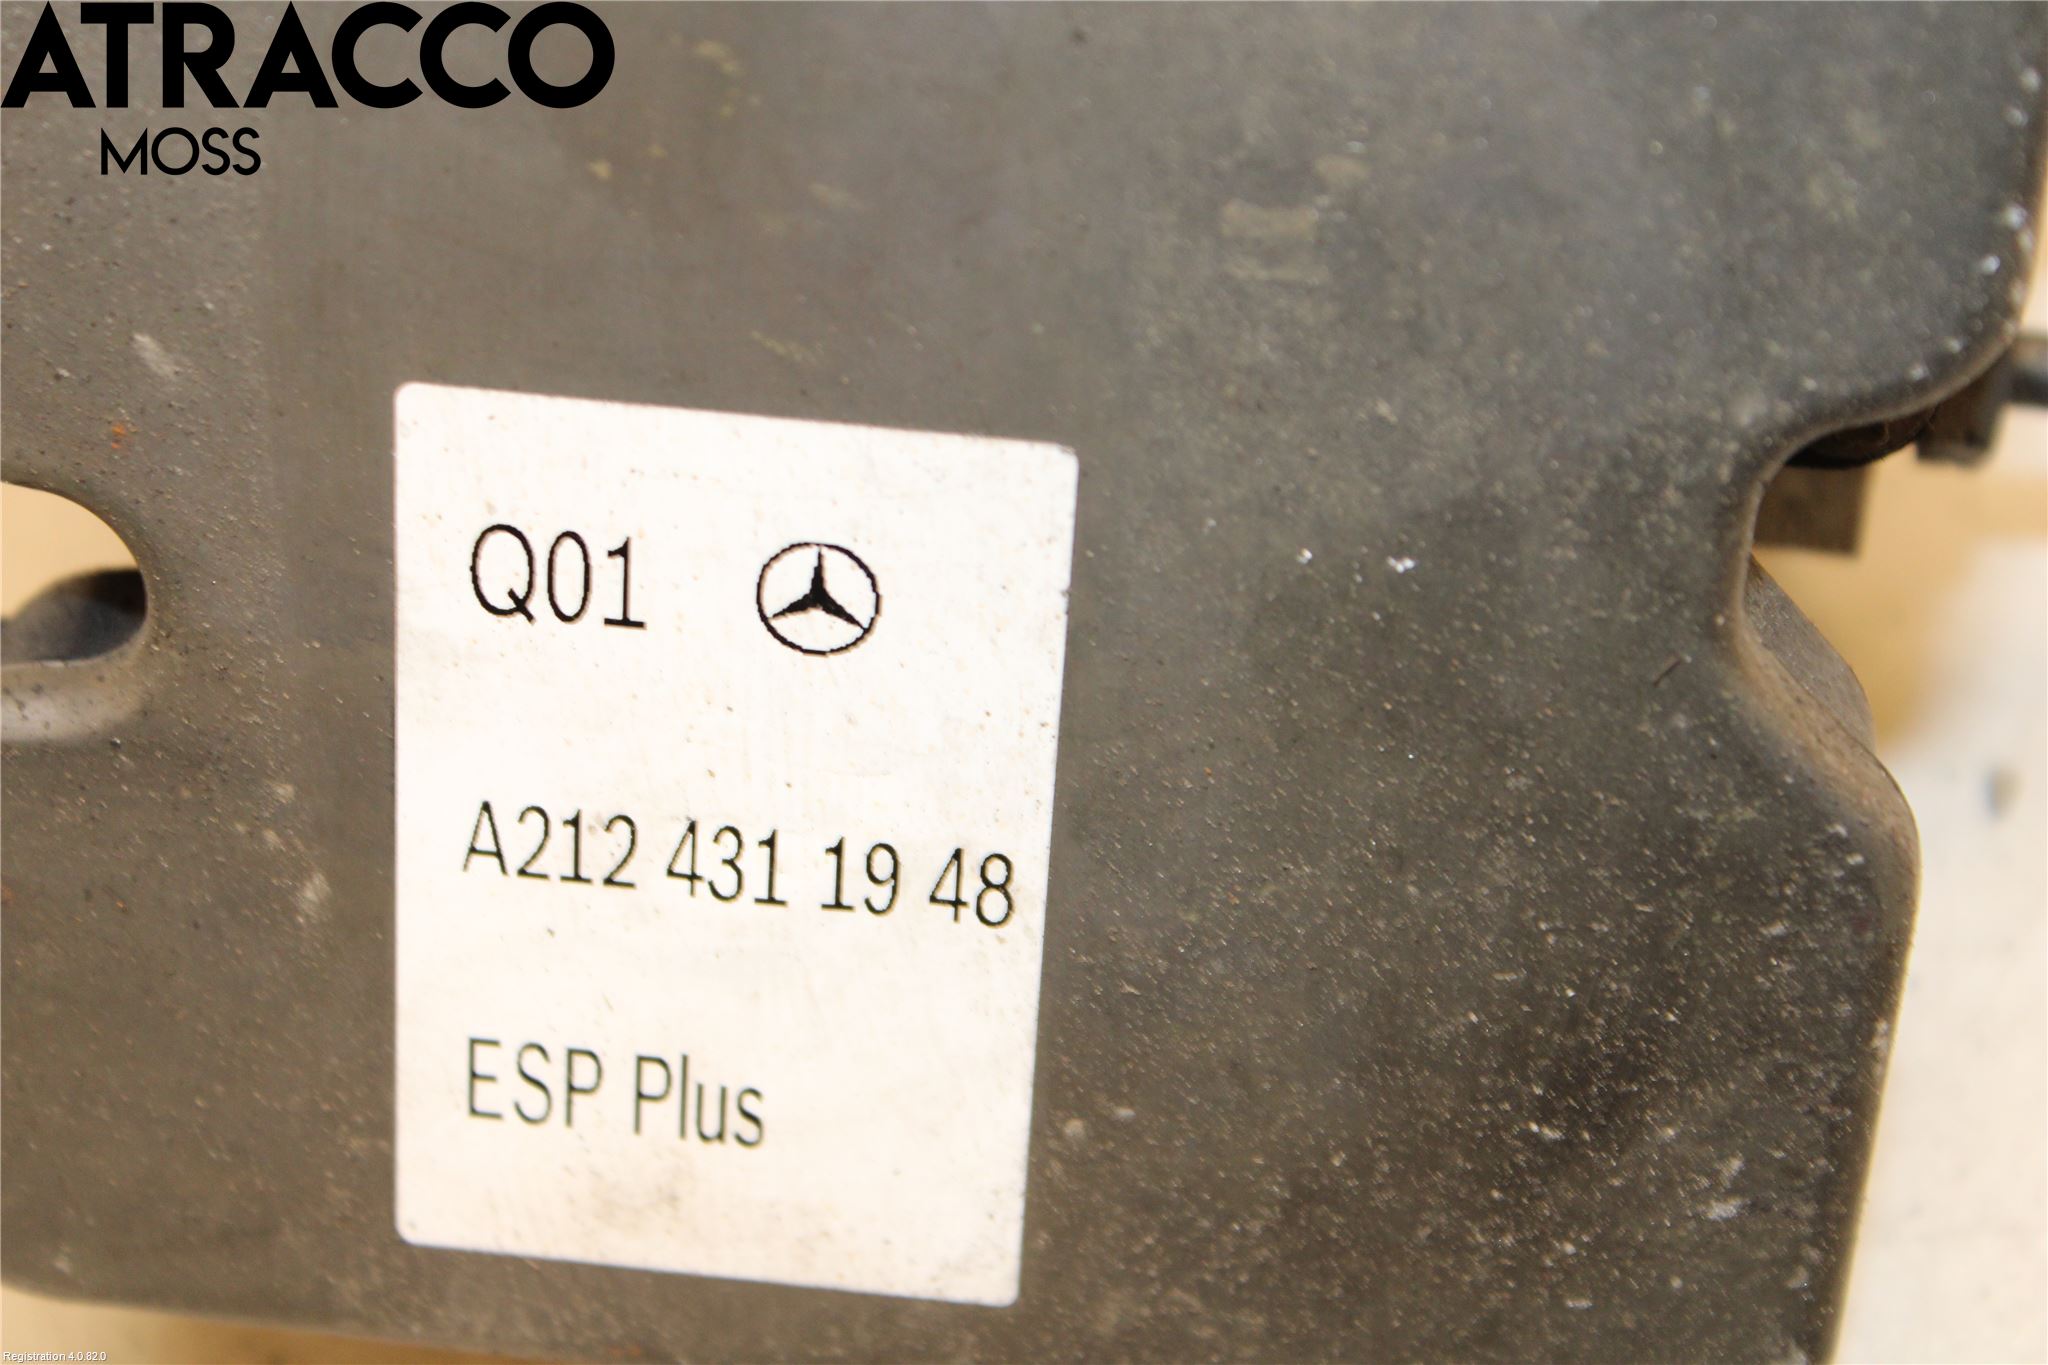 ATRACCO
MOSS
Q01
A212 431 19 48
ESP Plus
Registration 4.0.82.0